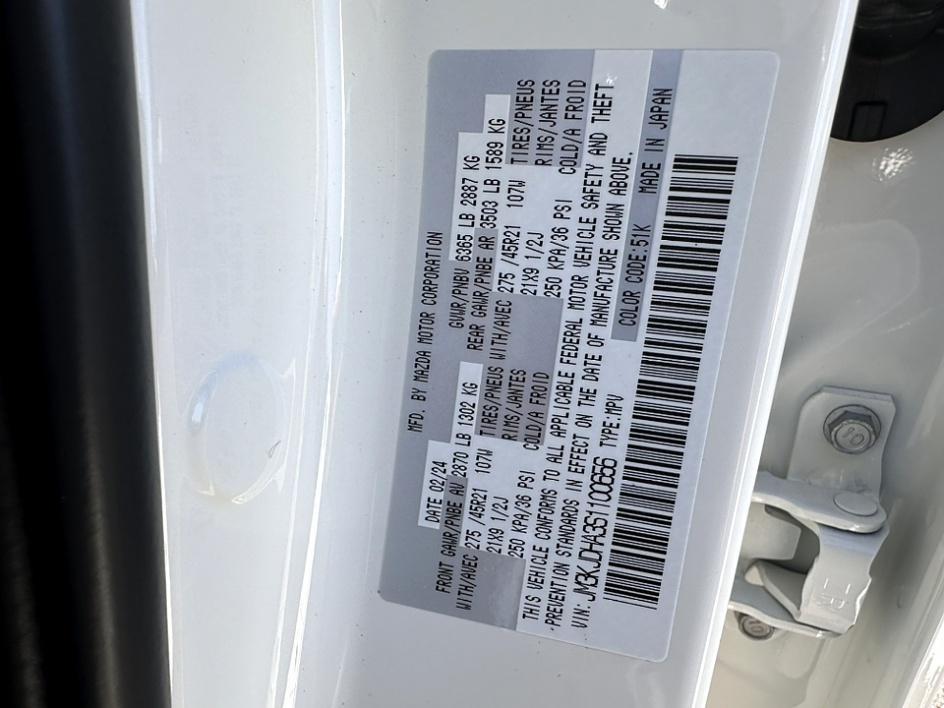 MFD. BY MAZDA MOTOR CORPORATION
DATE 02/24 GVWR/PNBV 6365 LB 2887 KG
FRONT GAWR/PNBE AV 2870 LB 1302 KG REAR GAWR/PNBE AR 3503 LB 1589 KG
WITH/AVEC 275 /45R21 107W TIRES/PNEUS WITH/AVEC 275 /45R21 107W TIRES/PNEUS
21X9 1/2J RIMS/JANTES 21X9 1/2J RIMS/JANTES
250 KPA/36 PSI COLD/A FROID 250 KPA/36 PSI COLD/A FROID
THIS VEHICLE CONFORMS TO ALL APPLICABLE FEDERAL MOTOR VEHICLE SAFETY AND THEFT
PREVENTION STANDARDS IN EFFECT ON THE DATE OF MANUFACTURE SHOWN ABOVE.
VIN: JM3KJDHA3S1100656 TYPE:MPV
COLOR CODE:51K MADE IN JAPAN
10